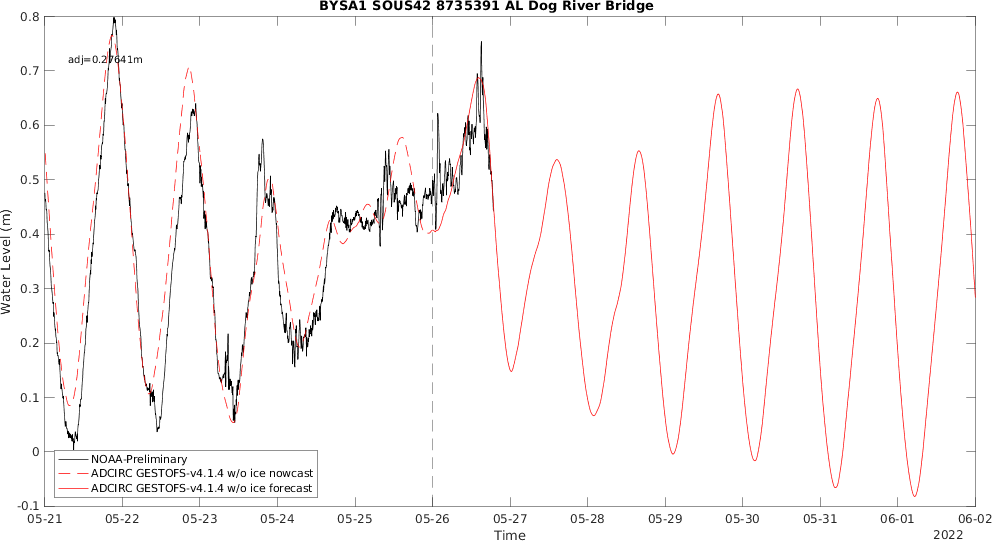 BYSA1 SOUS42 8735391 AL Dog River Bridge
adj=0.27641m
Water Level (m)
0.8
0.7
0.6
0.5
0.4
0.3
0.2
0.1
0
-0.1
NOAA-Preliminary
ADCIRC GESTOFS-v4.1.4 w/o ice nowcast
ADCIRC GESTOFS-v4.1.4 w/o ice forecast
05-21 05-22 05-23 05-24 05-25 05-26 05-27 05-28 05-29 05-30 05-31 06-01 06-02
Time
2022